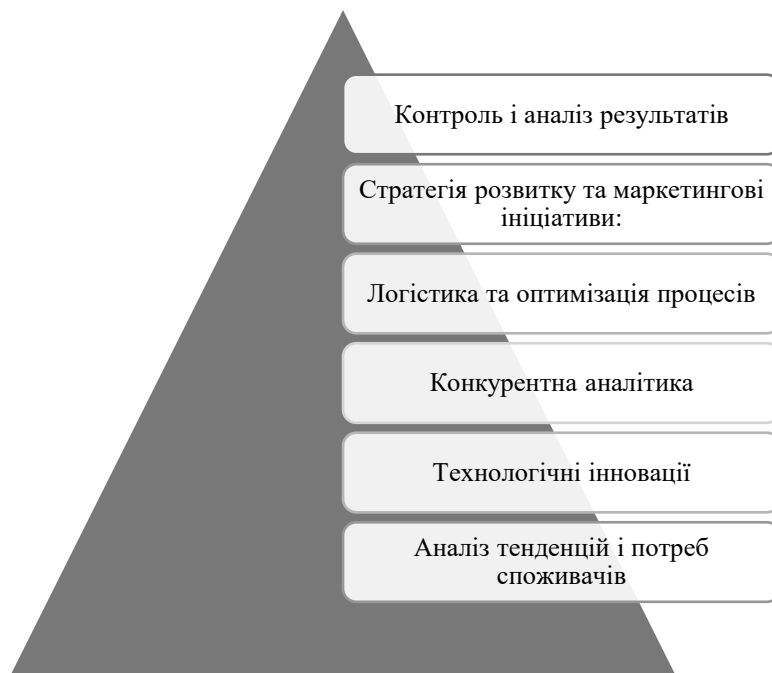 Контроль і аналіз результатів
Стратегія розвитку та маркетингові
ініціативи:
Логістика та оптимізація процесів
Конкурентна аналітика
Технологічні інновації
Аналіз тенденцій і потреб
споживачів